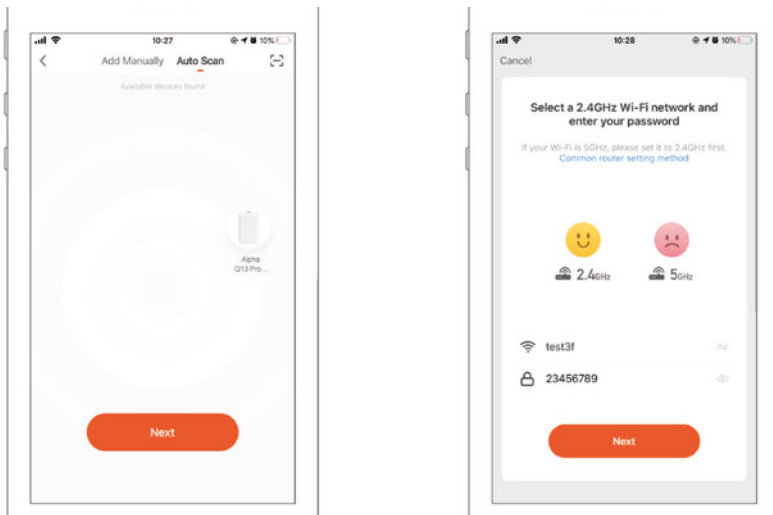 10:27
10%
Add Manually Auto Scan
Available devices found
Alpha
Q13 Pro ...
Next
10:28
10%
Cancel
Select a 2.4GHz Wi-Fi network and
enter your password
If your Wi-Fi is 5GHz, please set it to 2.4GHz first.
Common router setting method
2.4GHz 5GHz
test3f
23456789
Next